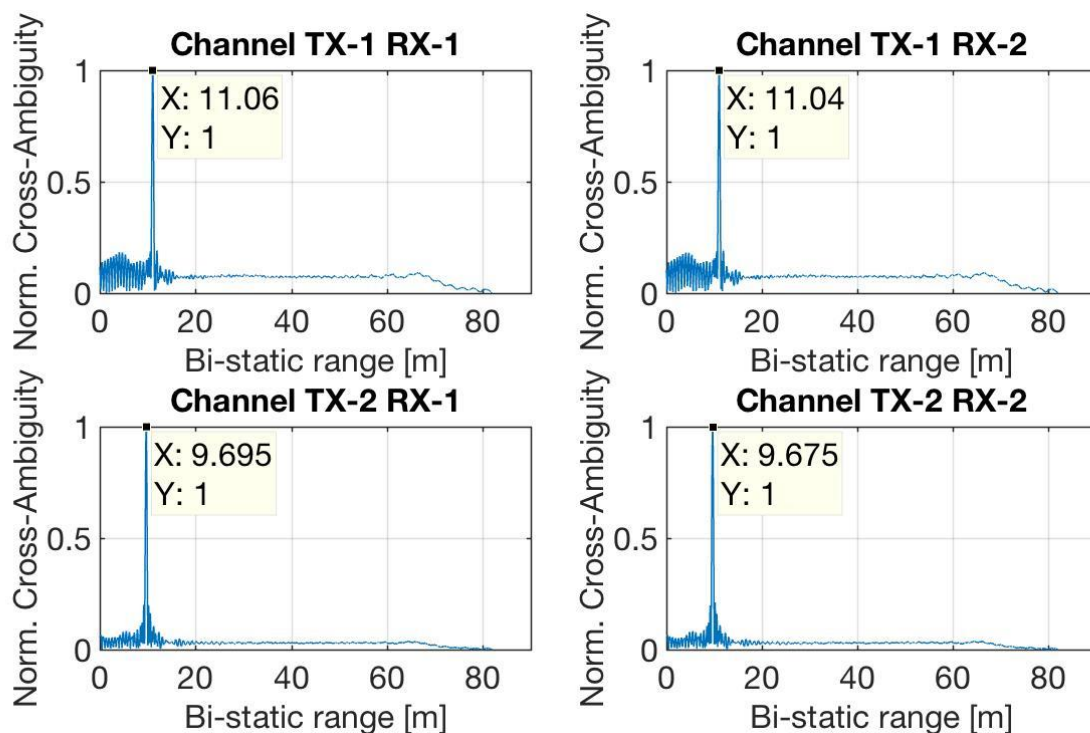 Channel TX-1 RX-1
Norm. Cross-Ambiguity
1
0.5
0
X: 11.06
Y: 1
0 20 40 60 80
Bi-static range [m]
Channel TX-1 RX-2
Norm. Cross-Ambiguity
1
0.5
0
X: 11.04
Y: 1
0 20 40 60 80
Bi-static range [m]
Channel TX-2 RX-1
Norm. Cross-Ambiguity
1
0.5
0
X: 9.695
Y: 1
0 20 40 60 80
Bi-static range [m]
Channel TX-2 RX-2
Norm. Cross-Ambiguity
1
0.5
0
X: 9.675
Y: 1
0 20 40 60 80
Bi-static range [m]